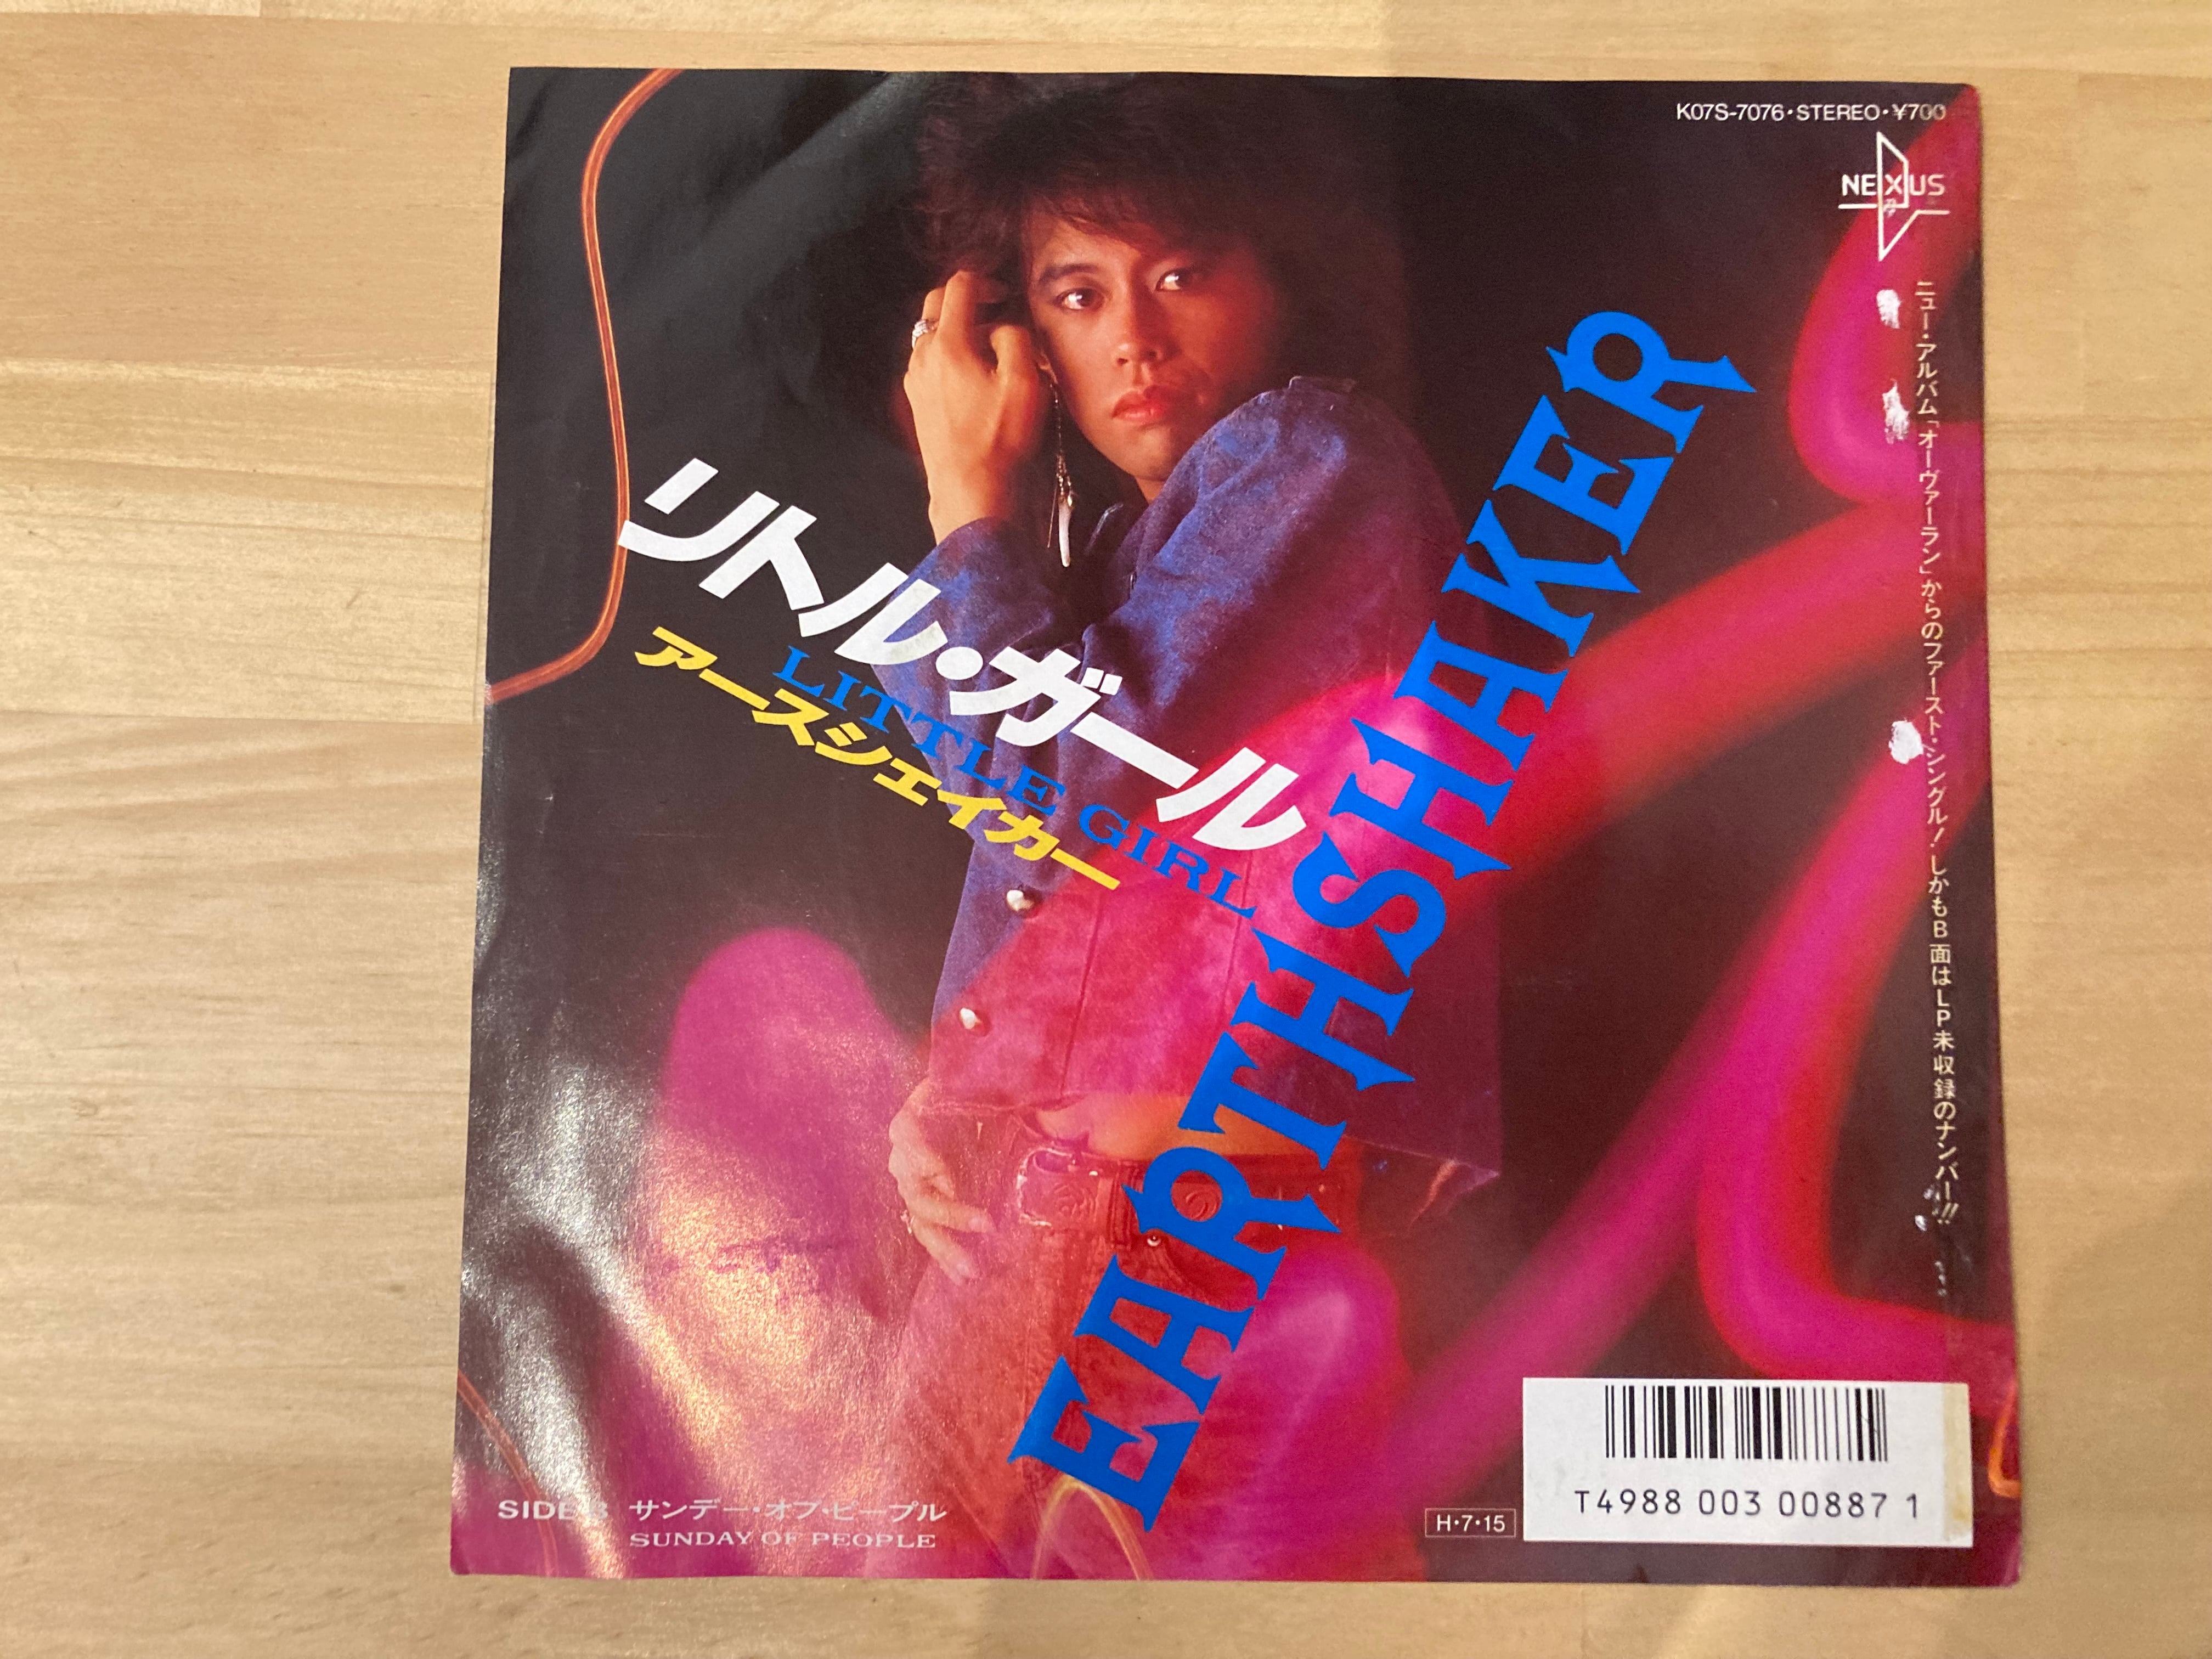 K07S-7076・STEREO・¥700
NEXUS
ニュー・アルバム「オーヴァーラン」からのファースト・シングル！しかもB面はLP未収録のナンバー!!
リトル・ガール
LITTLE GIRL
アースシェイカー
EARTHSHAKER
SIDE B サンデー・オブ・ピープル
SUNDAY OF PEOPLE
H・7・15
T4988 003 00887 1